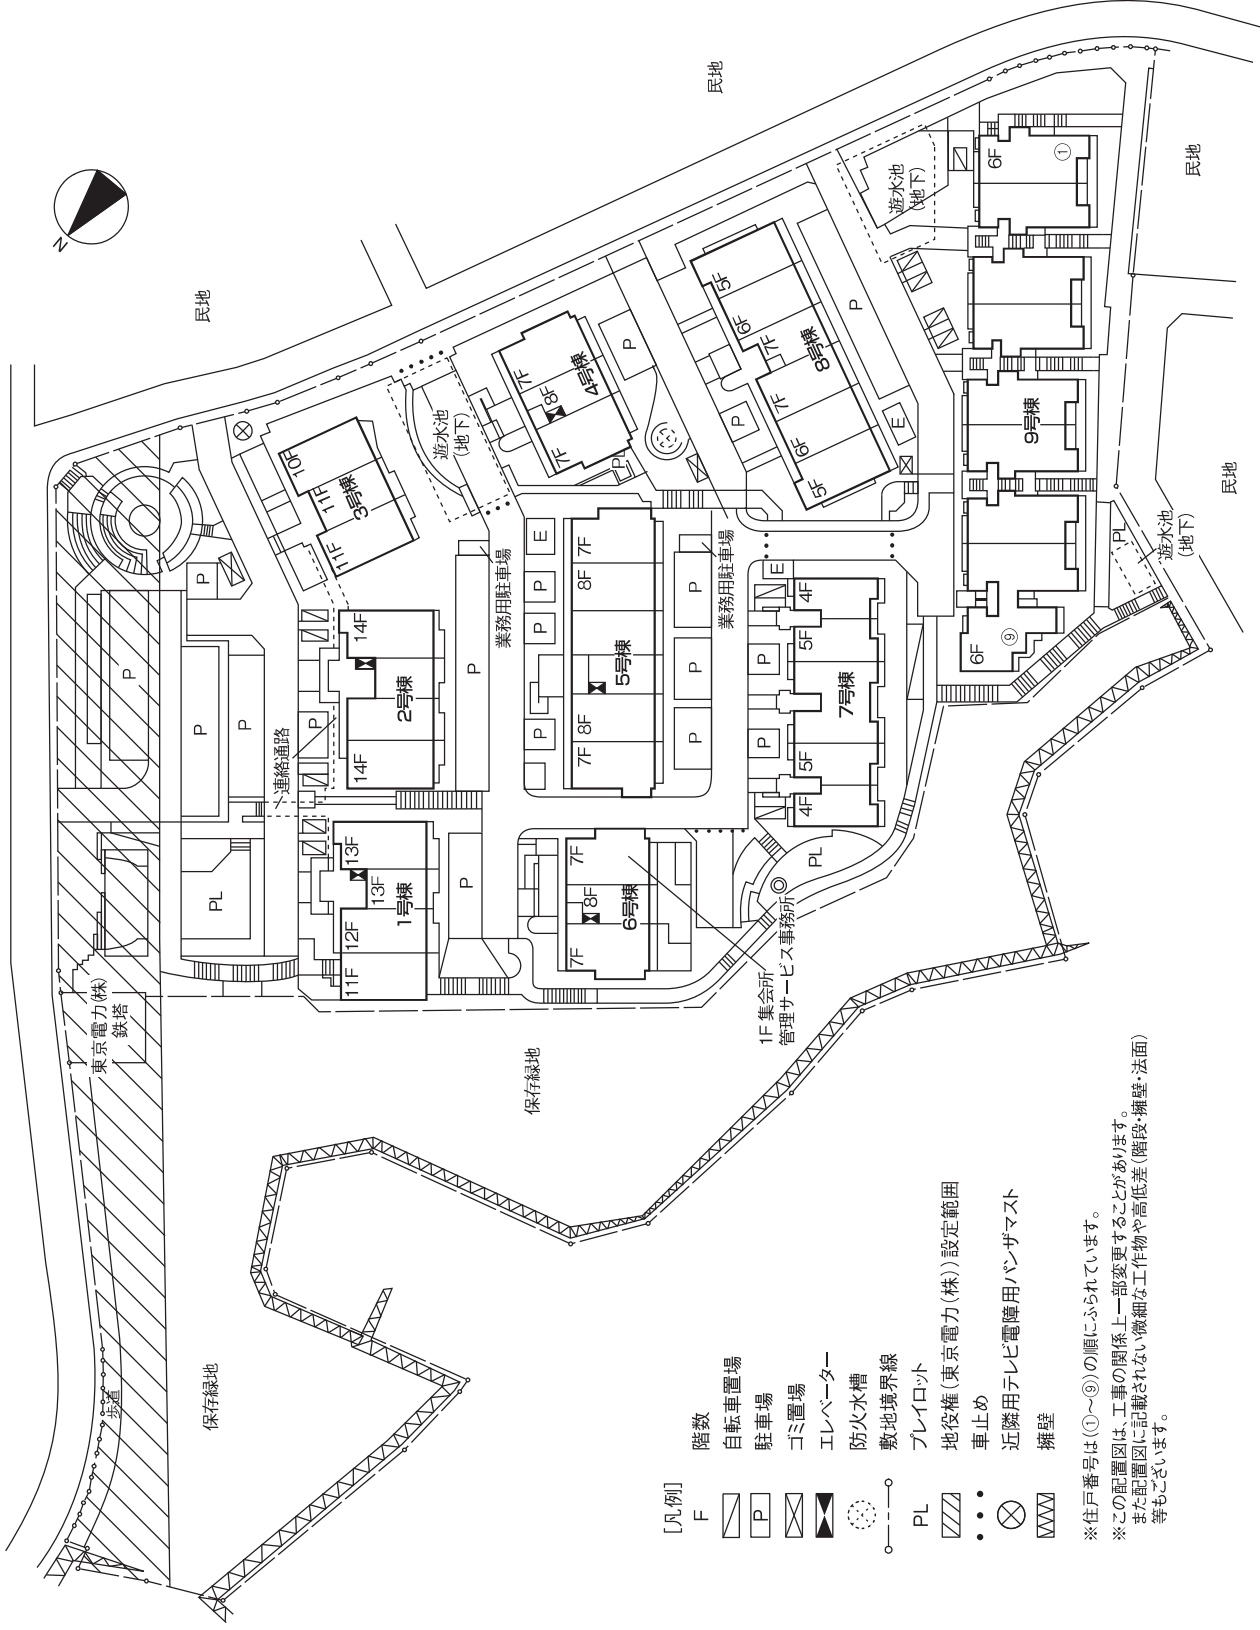 N
民地
民地
民地
民地
遊水池
(地下)
6F
①
10F
11F
11F
3号棟
遊水池
(地下)
7F
8F
7F
4号棟
P
P
5F
6F
7F
7F
6F
5F
8号棟
P
P
E
9号棟
6F
⑨
PL
遊水池
(地下)
P
P
P
P
連絡通路
P
14F
14F
2号棟
P
業務用駐車場
E
P
P
P
7F
8F
8F
7F
5号棟
P
P
P
業務用駐車場
E
P
P
4F
5F
5F
4F
7号棟
PL
PL
13F
13F
12F
11F
1号棟
P
7F
8F
7F
6号棟
1F 集会所
管理サービス事務所
東京電力(株)
鉄塔
保存緑地
保存緑地
歩道
[凡例]
F 階数
自転車置場
P 駐車場
ゴミ置場
エレベーター
防火水槽
敷地境界線
PL プレイロット
地役権(東京電力(株))設定範囲
車止め
近隣用テレビ電障用パンザマスト
擁壁
※住戸番号は(①〜⑨)の順にふられています。
※この配置図は、工事の関係上一部変更することがあります。
また配置図に記載されない微細な工作物や高低差(階段・擁壁・法面)
等もございます。